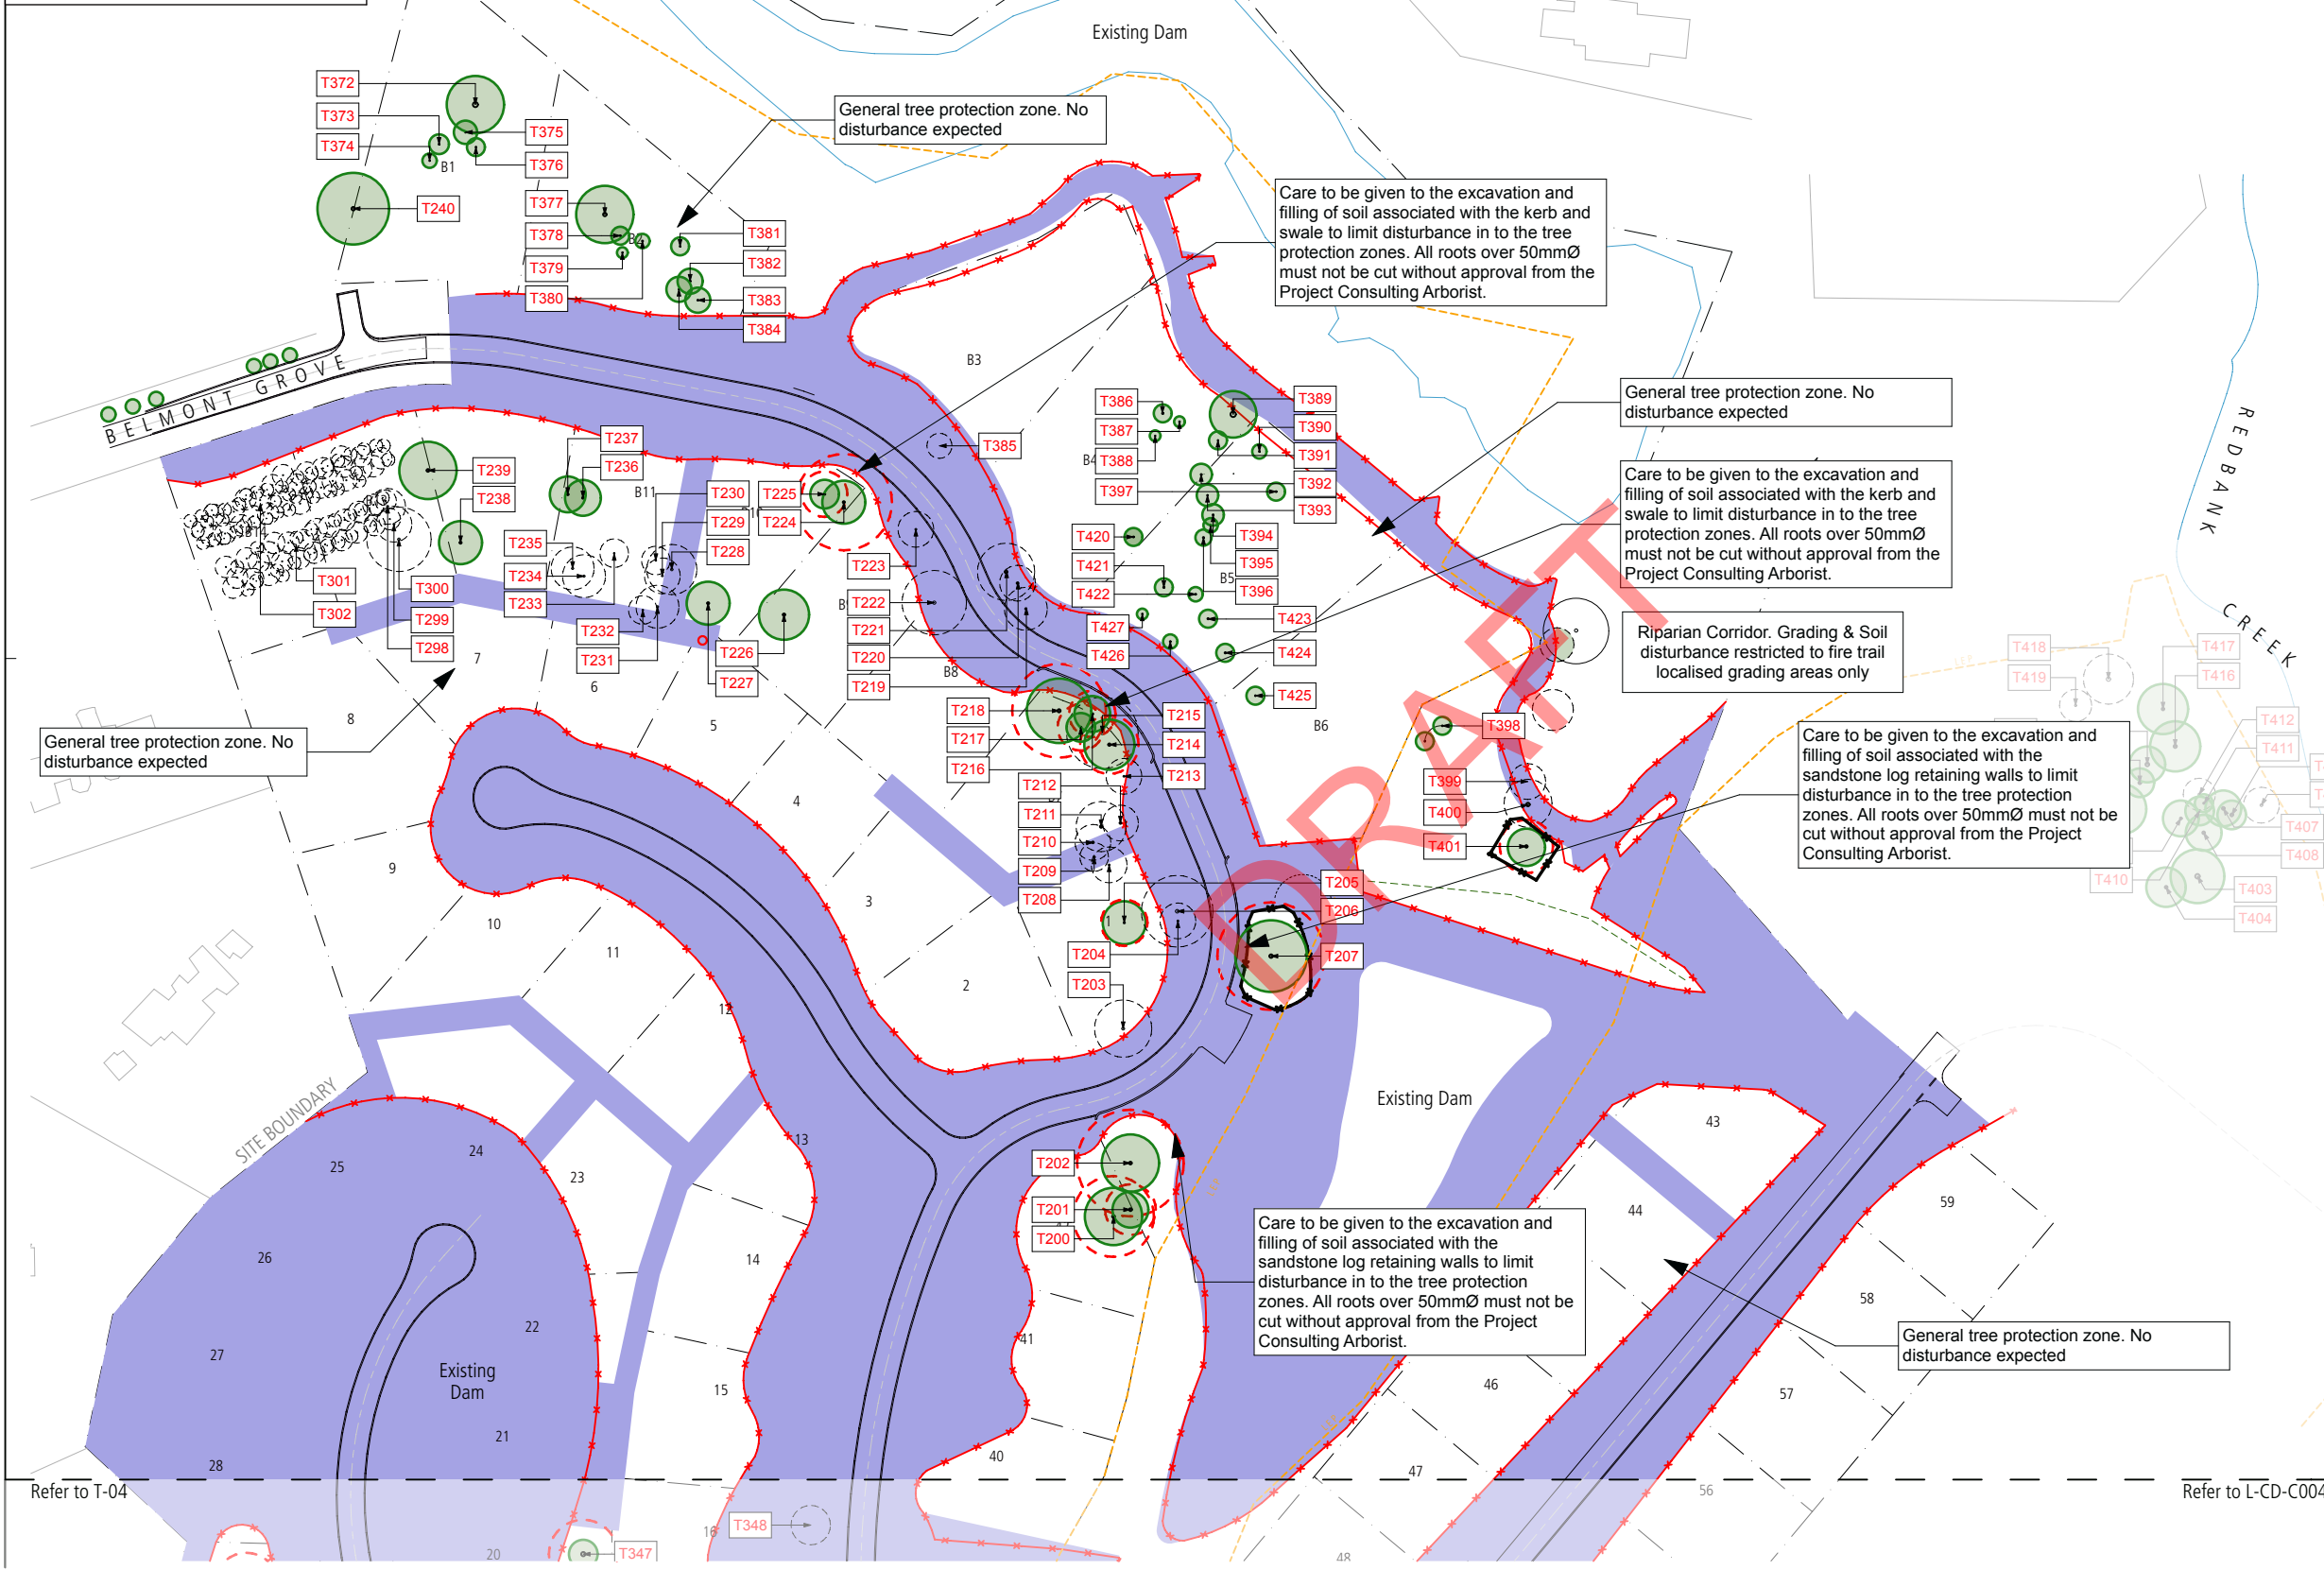 Existing Dam
T372
T373
T374
T375
T376
B1
T240
T377
T378
T379
T380
T381
T382
T383
T384
General tree protection zone. No
disturbance expected
Care to be given to the excavation and
filling of soil associated with the kerb and
swale to limit disturbance in to the tree
protection zones. All roots over 50mmØ
must not be cut without approval from the
Project Consulting Arborist.
BELMONT GROVE
B3
T385
T386
T387
T388
B4
T397
T389
T390
T391
T392
T393
T394
T395
T396
B5
T420
T421
T422
T423
T424
T425
T426
T427
B6
General tree protection zone. No
disturbance expected
Care to be given to the excavation and
filling of soil associated with the kerb and
swale to limit disturbance in to the tree
protection zones. All roots over 50mmØ
must not be cut without approval from the
Project Consulting Arborist.
Riparian Corridor. Grading & Soil
disturbance restricted to fire trail
localised grading areas only
REDBANK
CREEK
T237
T236
T239
T238
B11
T230
T229
T228
T225
T224
T235
T234
T233
T232
T231
T226
T227
T301
T302
T300
T299
T298
T223
T222
T221
T220
T219
B8
7
6
5
8
General tree protection zone. No
disturbance expected
T218
T217
T216
T215
T214
T213
T212
T211
T210
T209
T208
T205
T206
T207
T204
T203
T398
T399
T400
T401
T418
T419
T417
T416
T412
T411
T407
T408
T410
T403
T404
Care to be given to the excavation and
filling of soil associated with the
sandstone log retaining walls to limit
disturbance in to the tree protection
zones. All roots over 50mmØ must not be
cut without approval from the Project
Consulting Arborist.
DRAFT
4
3
2
1
9
10
11
12
13
14
15
16
SITE BOUNDARY
25
24
23
26
22
27
21
28
20
Existing
Dam
Existing Dam
T202
T201
T200
41
40
43
44
59
58
57
46
47
56
48
Care to be given to the excavation and
filling of soil associated with the
sandstone log retaining walls to limit
disturbance in to the tree protection
zones. All roots over 50mmØ must not be
cut without approval from the Project
Consulting Arborist.
General tree protection zone. No
disturbance expected
Refer to T-04
Refer to L-CD-C004
T348
T347